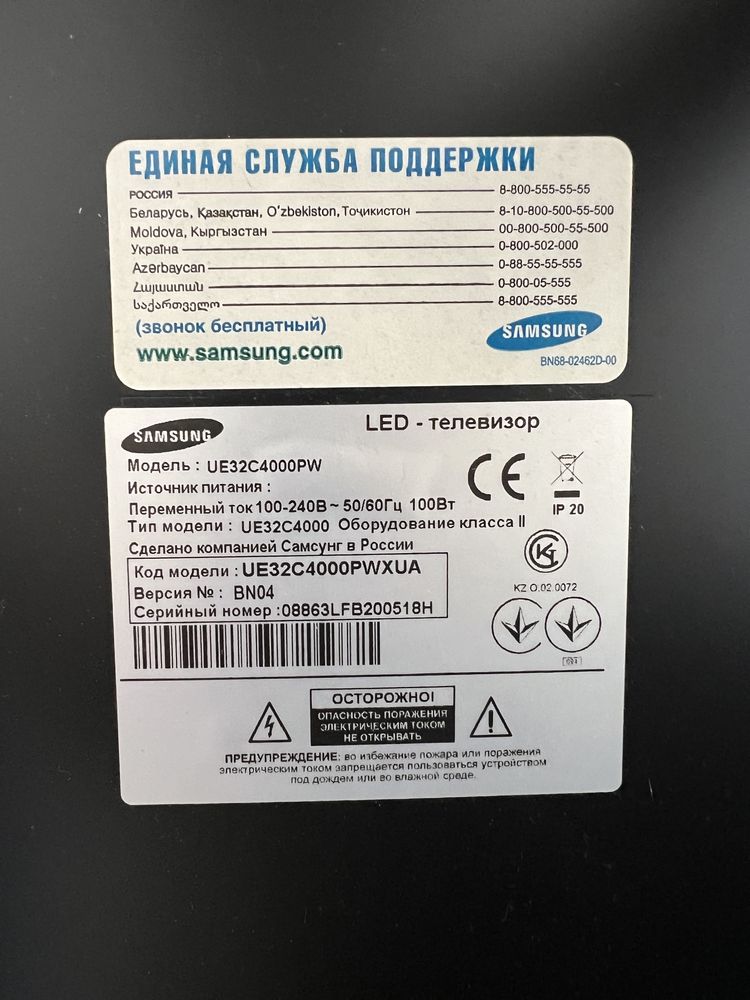 ЕДИНАЯ СЛУЖБА ПОДДЕРЖКИ
РОССИЯ 8-800-555-55-55
Беларусь, Қазақстан, O'zbekiston, Тоҷикистон 8-10-800-500-55-500
Moldova, Кыргызстан 00-800-500-55-500
Україна 0-800-502-000
Azərbaycan 0-88-55-55-555
Հայաստան 0-800-05-555
საქართველო 8-800-555-555
(звонок бесплатный)
SAMSUNG
www.samsung.com
BN68-02462D-00
SAMSUNG
LED - телевизор
Модель : UE32C4000PW
Источник питания :
Переменный ток 100-240В ~ 50/60Гц 100Вт
IP 20
Тип модели : UE32C4000 Оборудование класса II
Сделано компанией Самсунг в России
Код модели : UE32C4000PWXUA
KZ.O.02.0072
Версия № : BN04
Серийный номер :08863LFB200518H
ОСТОРОЖНО!
ОПАСНОСТЬ ПОРАЖЕНИЯ
ЭЛЕКТРИЧЕСКИМ ТОКОМ
НЕ ОТКРЫВАТЬ
ПРЕДУПРЕЖДЕНИЕ: во избежание пожара или поражения
электрическим током запрещается пользоваться устройством
под дождем или во влажной среде.